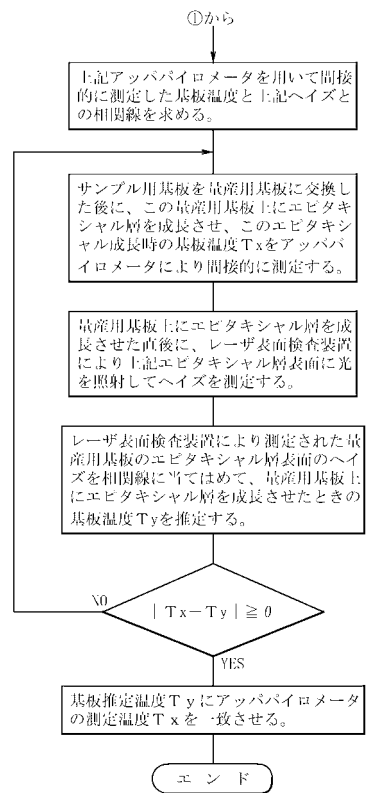 ①から
上記アッパパイロメータを用いて間接
的に測定した基板温度と上記ヘイズと
の相関線を求める。
サンプル用基板を量産用基板に交換し
た後に、この量産用基板上にエピタキ
シャル層を成長させ、このエピタキ
シャル成長時の基板温度Txをアッパパ
イロメータにより間接的に測定する。
量産用基板上にエピタキシャル層を成
長させた直後に、レーザ表面検査装置
により上記エピタキシャル層表面に光
を照射してヘイズを測定する。
レーザ表面検査装置により測定された量
産用基板のエピタキシャル層表面のヘ
イズを相関線に当てはめて、量産用基板上
にエピタキシャル層を成長させたときの
基板温度Tyを推定する。
NO
|Tx－Ty|≧θ
YES
基板推定温度Tyにアッパパイロメータ
の測定温度Txを一致させる。
エンド